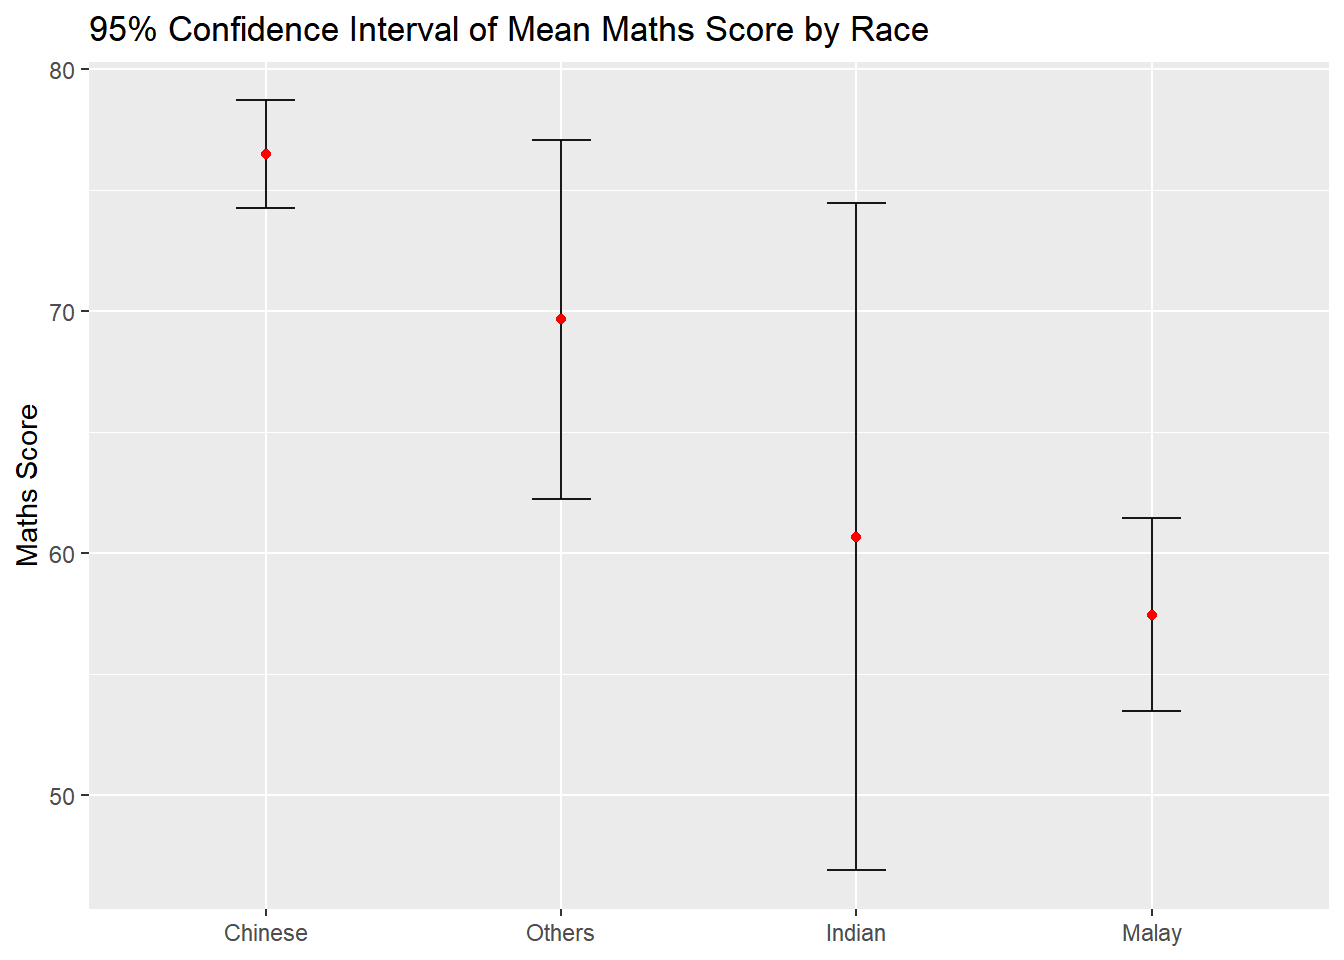 95% Confidence Interval of Mean Maths Score by Race
80
70
60
50
Maths Score
Chinese Others Indian Malay